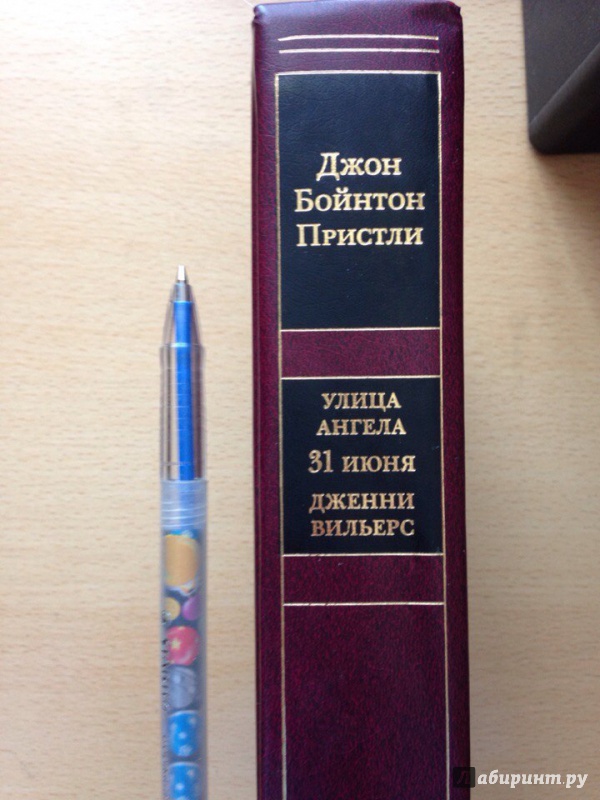 Джон
Бойнтон
Пристли
УЛИЦА
АНГЕЛА
31 ИЮНЯ
ДЖЕННИ
ВИЛЬЕРС
Лабиринт.ру